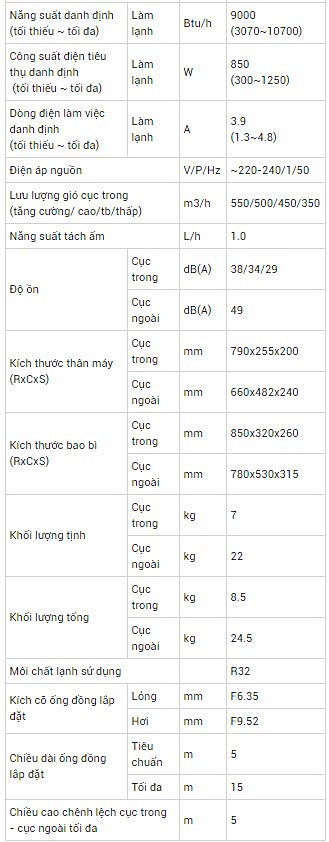 Năng suất danh định
(tối thiểu ~ tối đa)
Làm
lạnh
Btu/h
9000
(3070~10700)
Công suất điện tiêu
thụ danh định
(tối thiểu ~ tối đa)
Làm
lạnh
W
850
(300~1250)
Dòng điện làm việc
danh định
(tối thiểu ~ tối đa)
Làm
lạnh
A
3.9
(1.3~4.8)
Điện áp nguồn
V/P/Hz
~220-240/1/50
Lưu lượng gió cục trong
(tăng cường/ cao/tb/thấp)
m3/h
550/500/450/350
Năng suất tách ẩm
L/h
1.0
Độ ồn
Cục
trong
dB(A)
38/34/29
Cục
ngoài
dB(A)
49
Kích thước thân máy
(RxCxS)
Cục
trong
mm
790x255x200
Cục
ngoài
mm
660x482x240
Kích thước bao bì
(RxCxS)
Cục
trong
mm
850x320x260
Cục
ngoài
mm
780x530x315
Khối lượng tịnh
Cục
trong
kg
7
Cục
ngoài
kg
22
Khối lượng tổng
Cục
trong
kg
8.5
Cục
ngoài
kg
24.5
Môi chất lạnh sử dụng
R32
Kích cỡ ống đồng lắp
đặt
Lỏng
mm
F6.35
Hơi
mm
F9.52
Chiều dài ống đồng
lắp đặt
Tiêu
chuẩn
m
5
Tối đa
m
15
Chiều cao chênh lệch cục trong
- cục ngoài tối đa
m
5